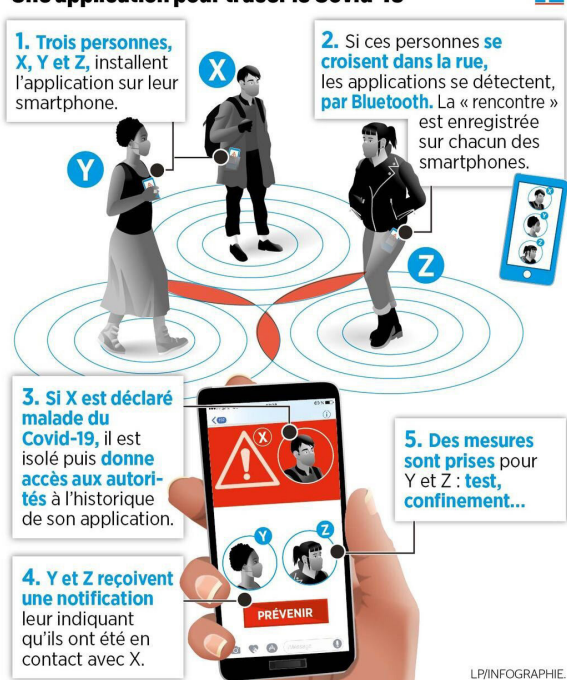 Une application pour tracer le Covid-19
1. Trois personnes,
X, Y et Z, installent
l'application sur leur
smartphone.
X
2. Si ces personnes se
croisent dans la rue,
les applications se détectent,
par Bluetooth. La « rencontre »
est enregistrée
sur chacun des
smartphones.
Y
X
Y
Z
Z
3. Si X est déclaré
malade du
Covid-19, il est
isolé puis donne
accès aux autori-
tés à l'historique
de son application.
X
5. Des mesures
sont prises pour
Y et Z : test,
confinement...
Y
Z
4. Y et Z reçoivent
une notification
leur indiquant
qu'ils ont été en
contact avec X.
PRÉVENIR
LP/INFOGRAPHIE.